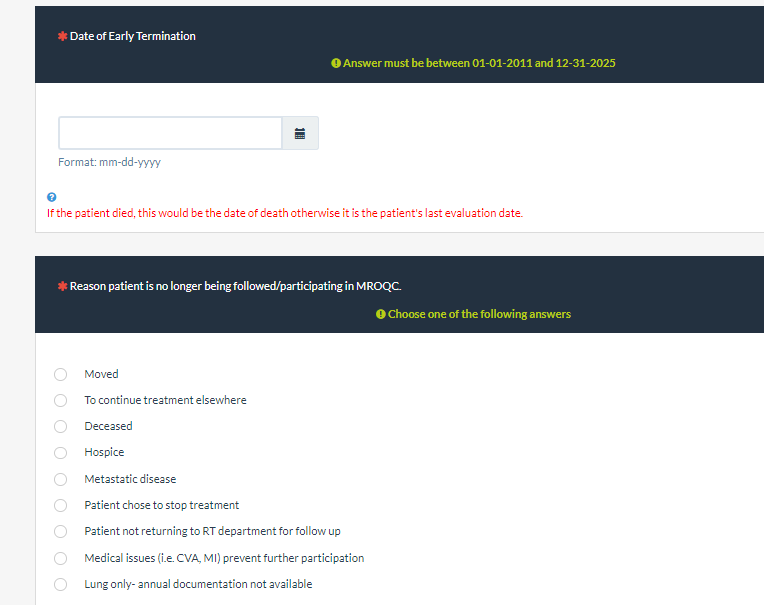 * Date of Early Termination
Answer must be between 01-01-2011 and 12-31-2025
Format: mm-dd-yyyy
If the patient died, this would be the date of death otherwise it is the patient's last evaluation date.
* Reason patient is no longer being followed/participating in MROQC.
Choose one of the following answers
Moved
To continue treatment elsewhere
Deceased
Hospice
Metastatic disease
Patient chose to stop treatment
Patient not returning to RT department for follow up
Medical issues (i.e. CVA, MI) prevent further participation
Lung only- annual documentation not available